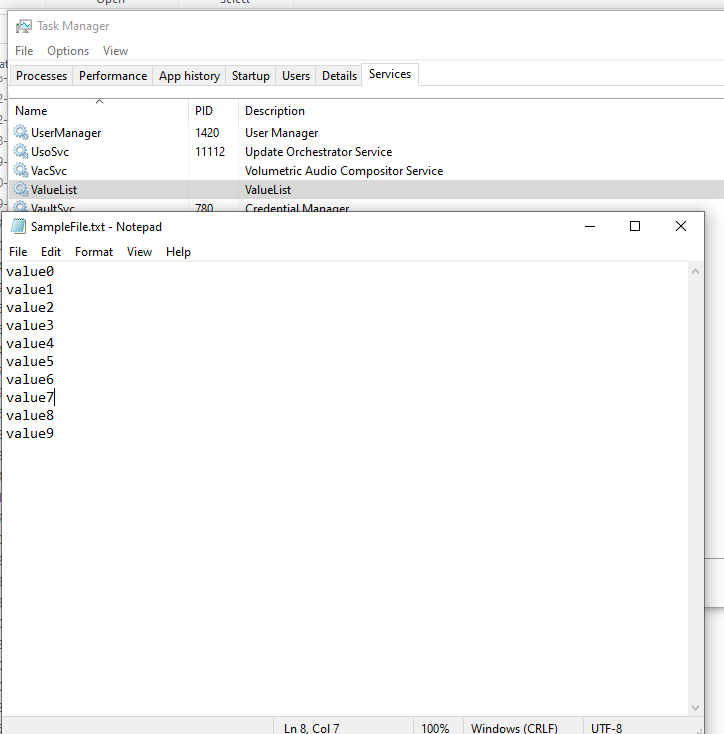 Task Manager
File Options View
Processes Performance App history Startup Users Details Services
Name PID Description
UserManager 1420 User Manager
UsoSvc 11112 Update Orchestrator Service
VacSvc Volumetric Audio Compositor Service
ValueList ValueList
VaultSvc 780 Credential Manager
SampleFile.txt - Notepad
File Edit Format View Help
value0
value1
value2
value3
value4
value5
value6
value7
value8
value9
Ln 8, Col 7 100% Windows (CRLF) UTF-8